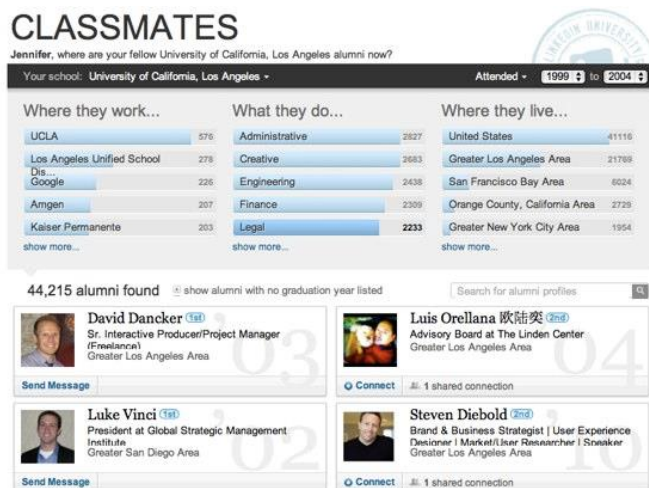 CLASSMATES
LINKEDIN UNIVERSITY
Jennifer, where are your fellow University of California, Los Angeles alumni now?
Your school: University of California, Los Angeles
Attended 1999 to 2004
Where they work... What they do... Where they live...
UCLA 576 Administrative 2827 United States 41116
Los Angeles Unified School Dis... 278 Creative 2683 Greater Los Angeles Area 21769
Google 226 Engineering 2438 San Francisco Bay Area 6024
Amgen 207 Finance 2309 Orange County, California Area 2729
Kaiser Permanente 203 Legal 2233 Greater New York City Area 1954
show more... show more... show more...
44,215 alumni found show alumni with no graduation year listed Search for alumni profiles
David Dancker 1st
Sr. Interactive Producer/Project Manager
(Freelance)
Greater Los Angeles Area
'03
Send Message
Luis Orellana 欧陆奕 2nd
Advisory Board at The Linden Center
Greater Los Angeles Area
'04
Connect 1 shared connection
Luke Vinci 1st
President at Global Strategic Management
Institute
Greater San Diego Area
'02
Send Message
Steven Diebold 2nd
Brand & Business Strategist | User Experience
Designer | Market/User Researcher | Speaker
Greater Los Angeles Area
'10
Connect 1 shared connection